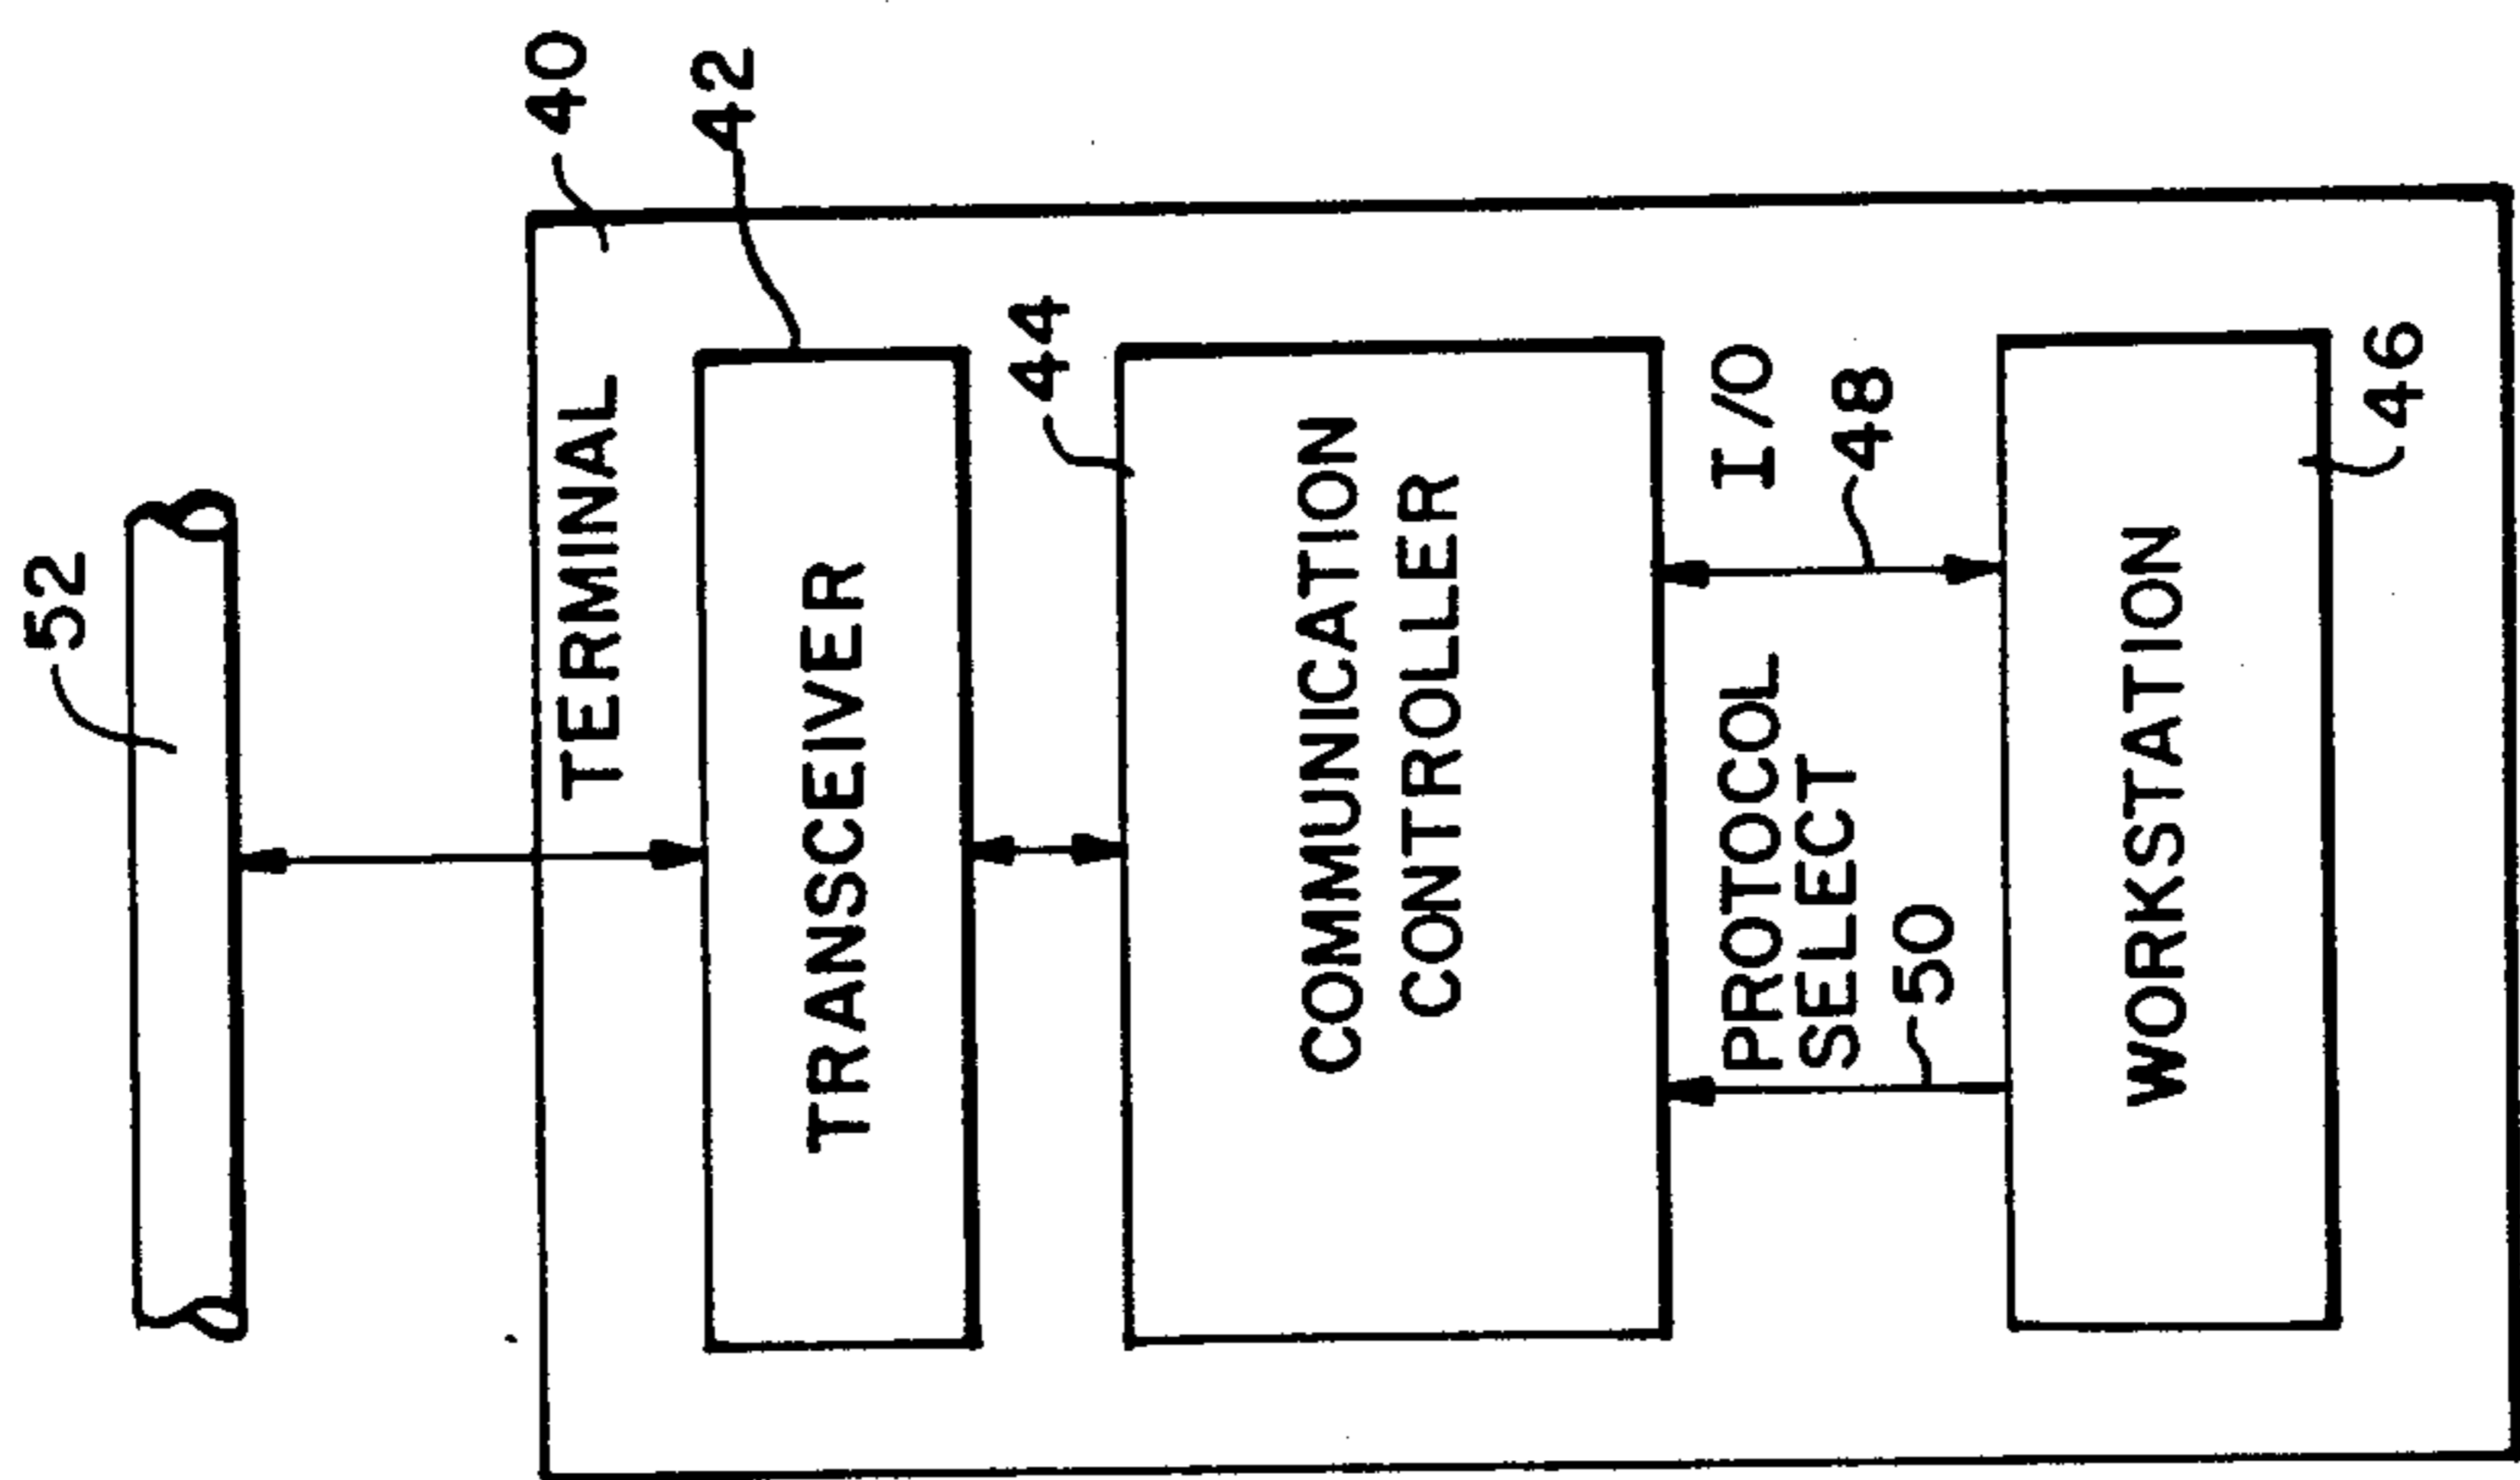 52
40
TERMINAL
42
TRANSCEIVER
44
COMMUNICATION
CONTROLLER
I/O
48
PROTOCOL
SELECT
50
WORKSTATION
46